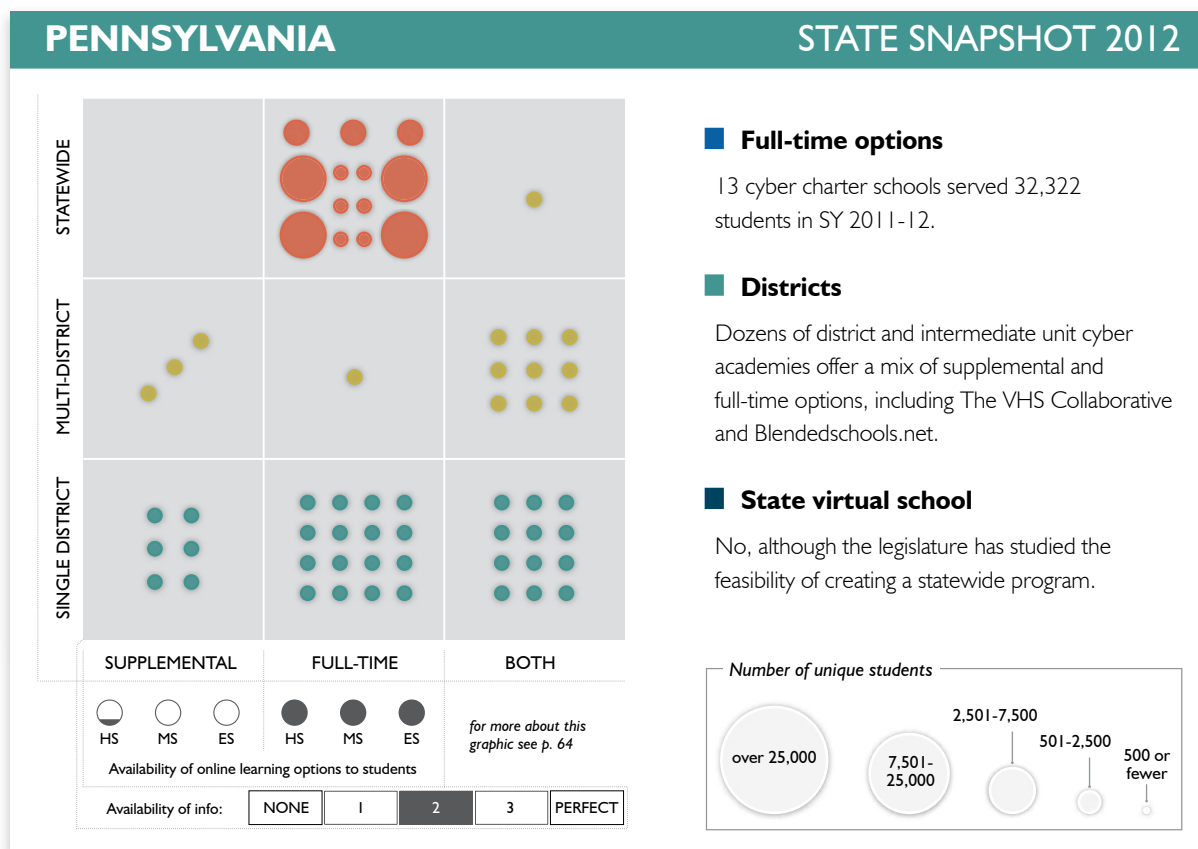 PENNSYLVANIA
STATE SNAPSHOT 2012
STATEWIDE
MULTI-DISTRICT
SINGLE DISTRICT
SUPPLEMENTAL
FULL-TIME
BOTH
HS
MS
ES
HS
MS
ES
for more about this
graphic see p. 64
Availability of online learning options to students
Availability of info:
NONE
1
2
3
PERFECT
Full-time options
13 cyber charter schools served 32,322
students in SY 2011-12.
Districts
Dozens of district and intermediate unit cyber
academies offer a mix of supplemental and
full-time options, including The VHS Collaborative
and Blendedschools.net.
State virtual school
No, although the legislature has studied the
feasibility of creating a statewide program.
Number of unique students
over 25,000
7,501-
25,000
2,501-7,500
501-2,500
500 or
fewer